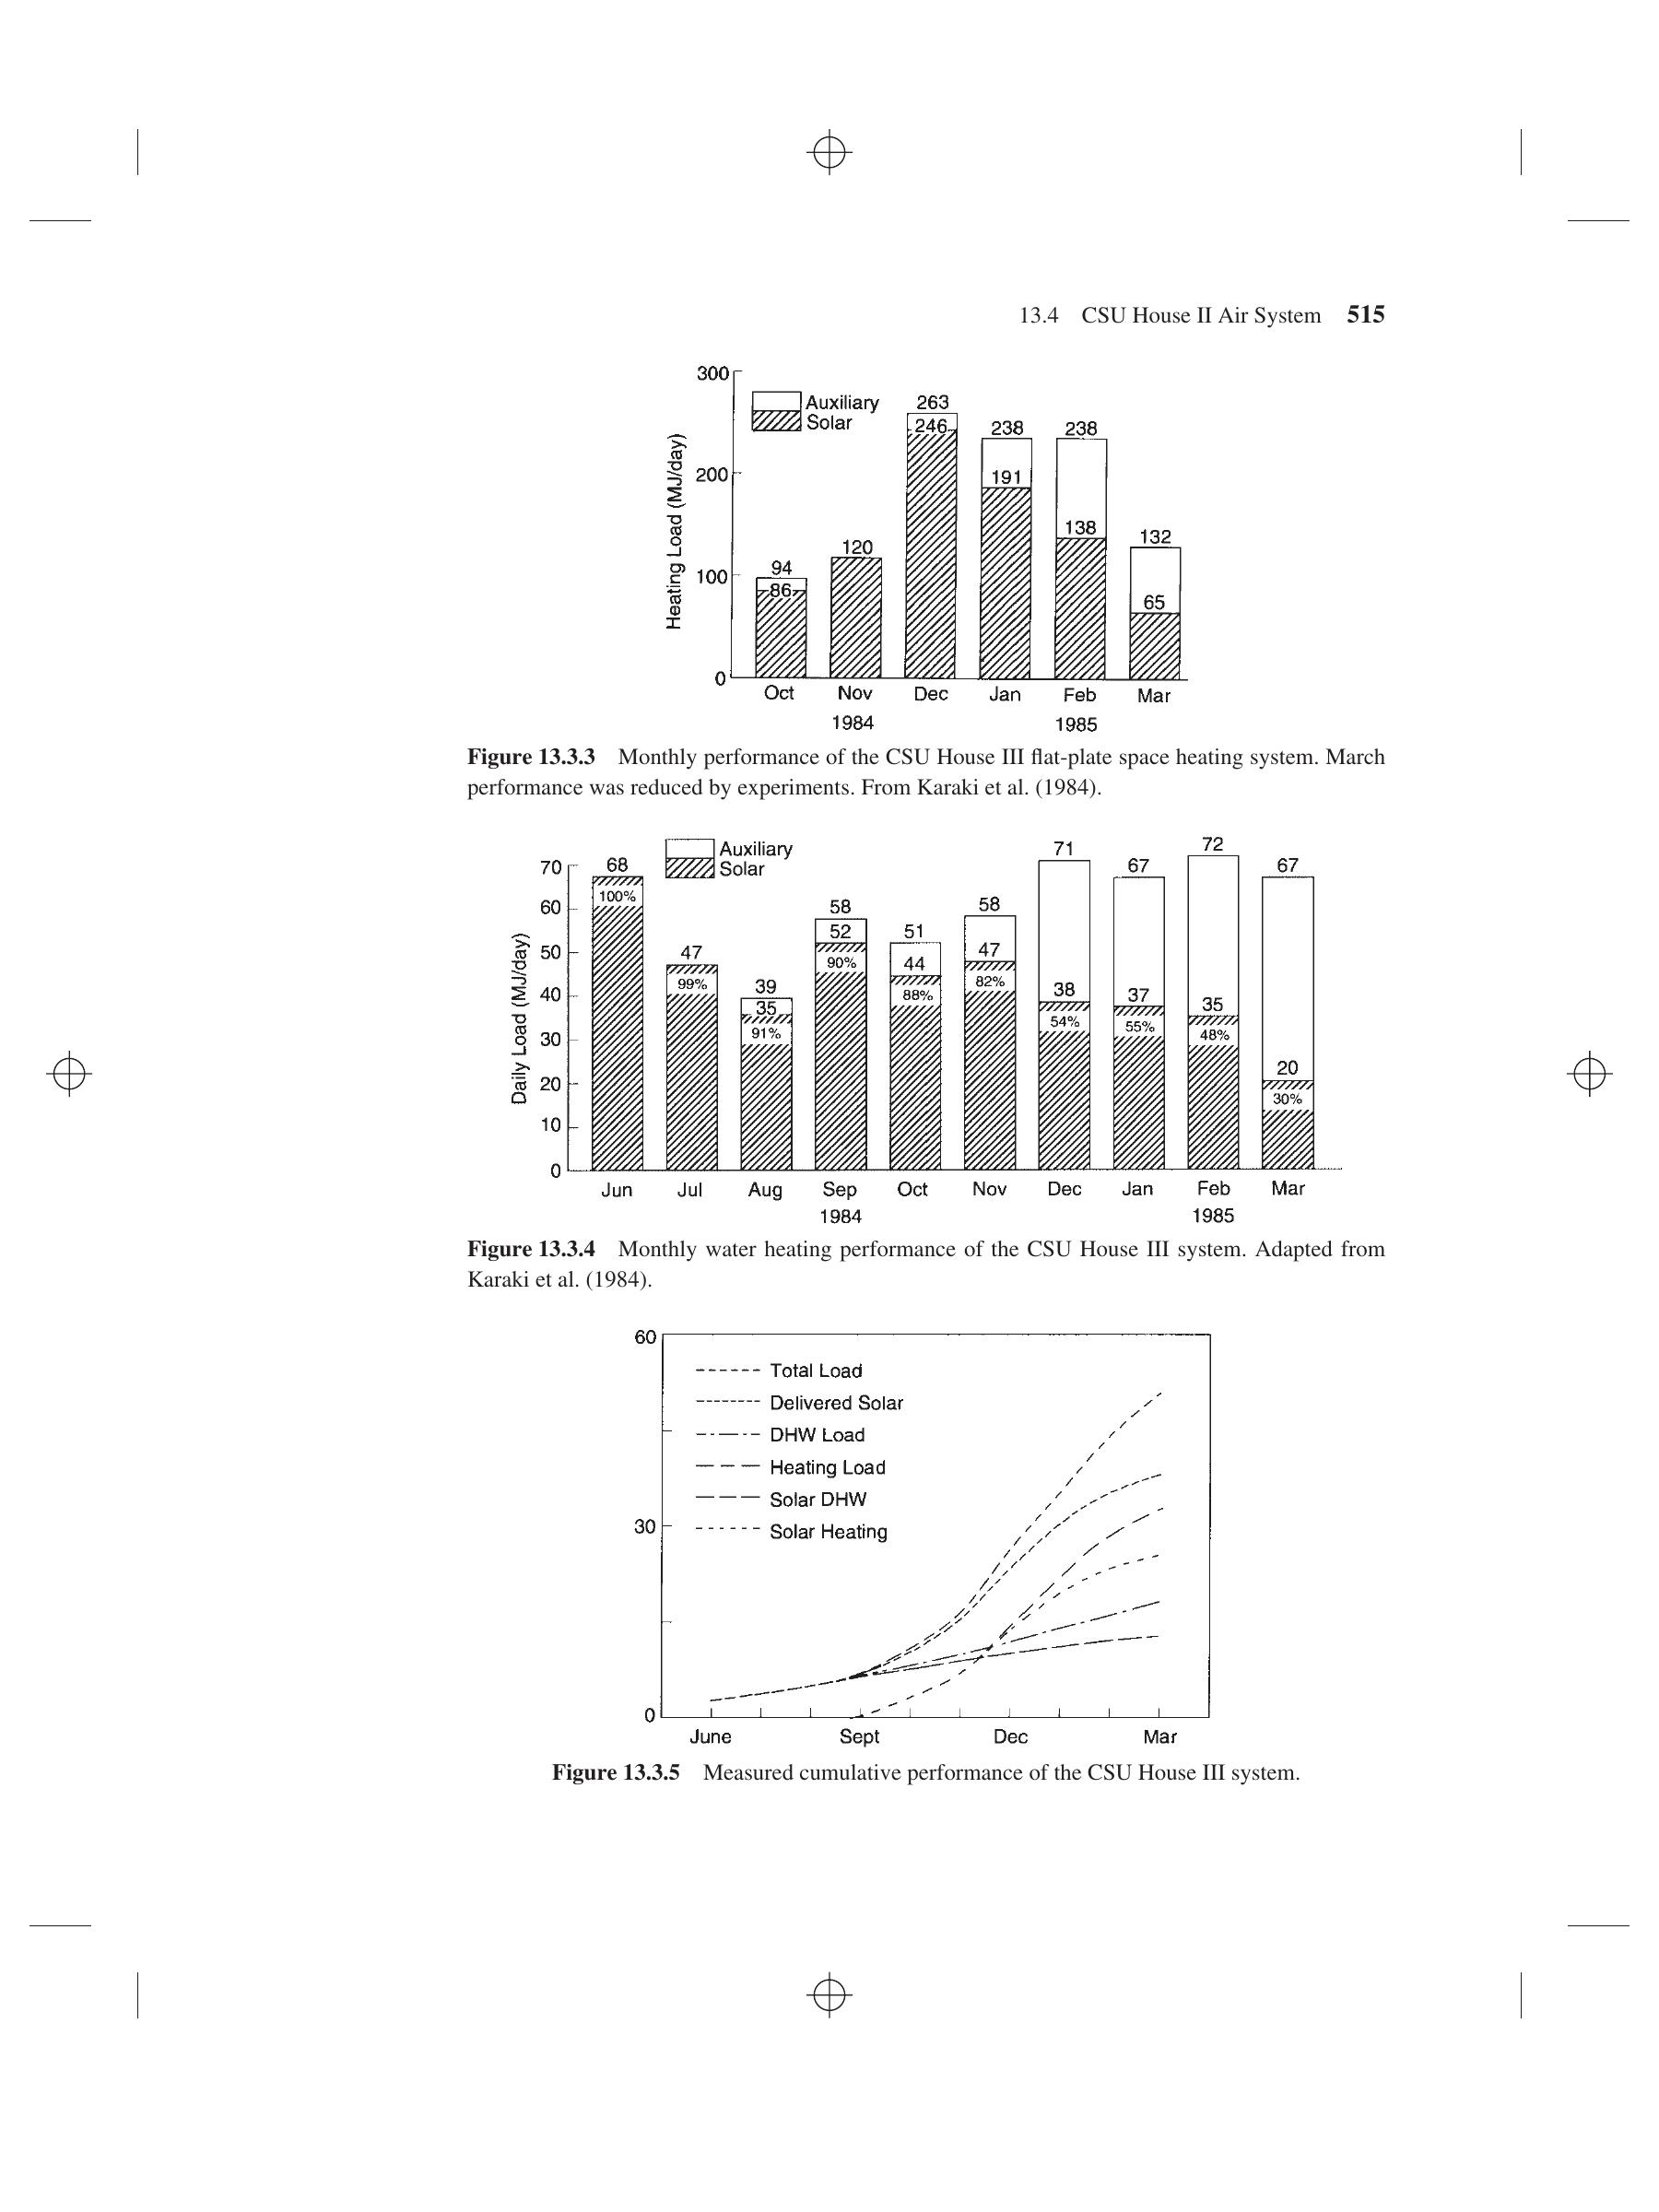 13.4 CSU House II Air System 515
300
Auxiliary
Solar
263
246
238
238
200
191
138
132
120
100
94
86
65
Heating Load (MJ/day)
0
Oct Nov Dec Jan Feb Mar
1984 1985
Figure 13.3.3 Monthly performance of the CSU House III flat-plate space heating system. March
performance was reduced by experiments. From Karaki et al. (1984).
Auxiliary
Solar
70
60
50
40
30
20
10
0
Daily Load (MJ/day)
68
100%
47
99%
39
35
91%
58
52
90%
51
44
88%
58
47
82%
71
38
54%
67
37
55%
72
35
48%
67
20
30%
Jun Jul Aug Sep Oct Nov Dec Jan Feb Mar
1984 1985
Figure 13.3.4 Monthly water heating performance of the CSU House III system. Adapted from
Karaki et al. (1984).
60
Total Load
Delivered Solar
DHW Load
Heating Load
Solar DHW
30
Solar Heating
0
June Sept Dec Mar
Figure 13.3.5 Measured cumulative performance of the CSU House III system.